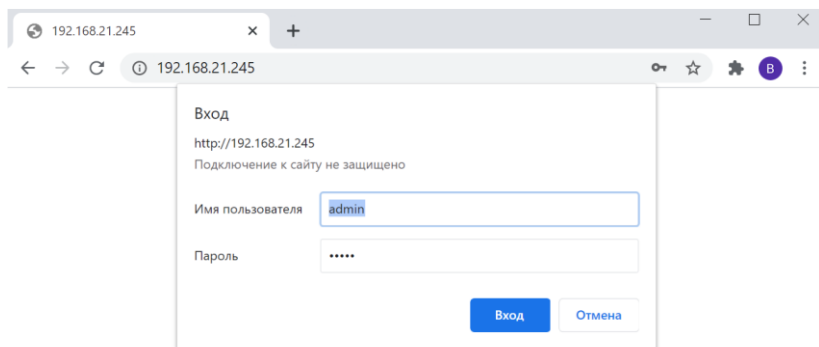 192.168.21.245
192.168.21.245
B
Вход
http://192.168.21.245
Подключение к сайту не защищено
Имя пользователя admin
Пароль •••••
Вход Отмена